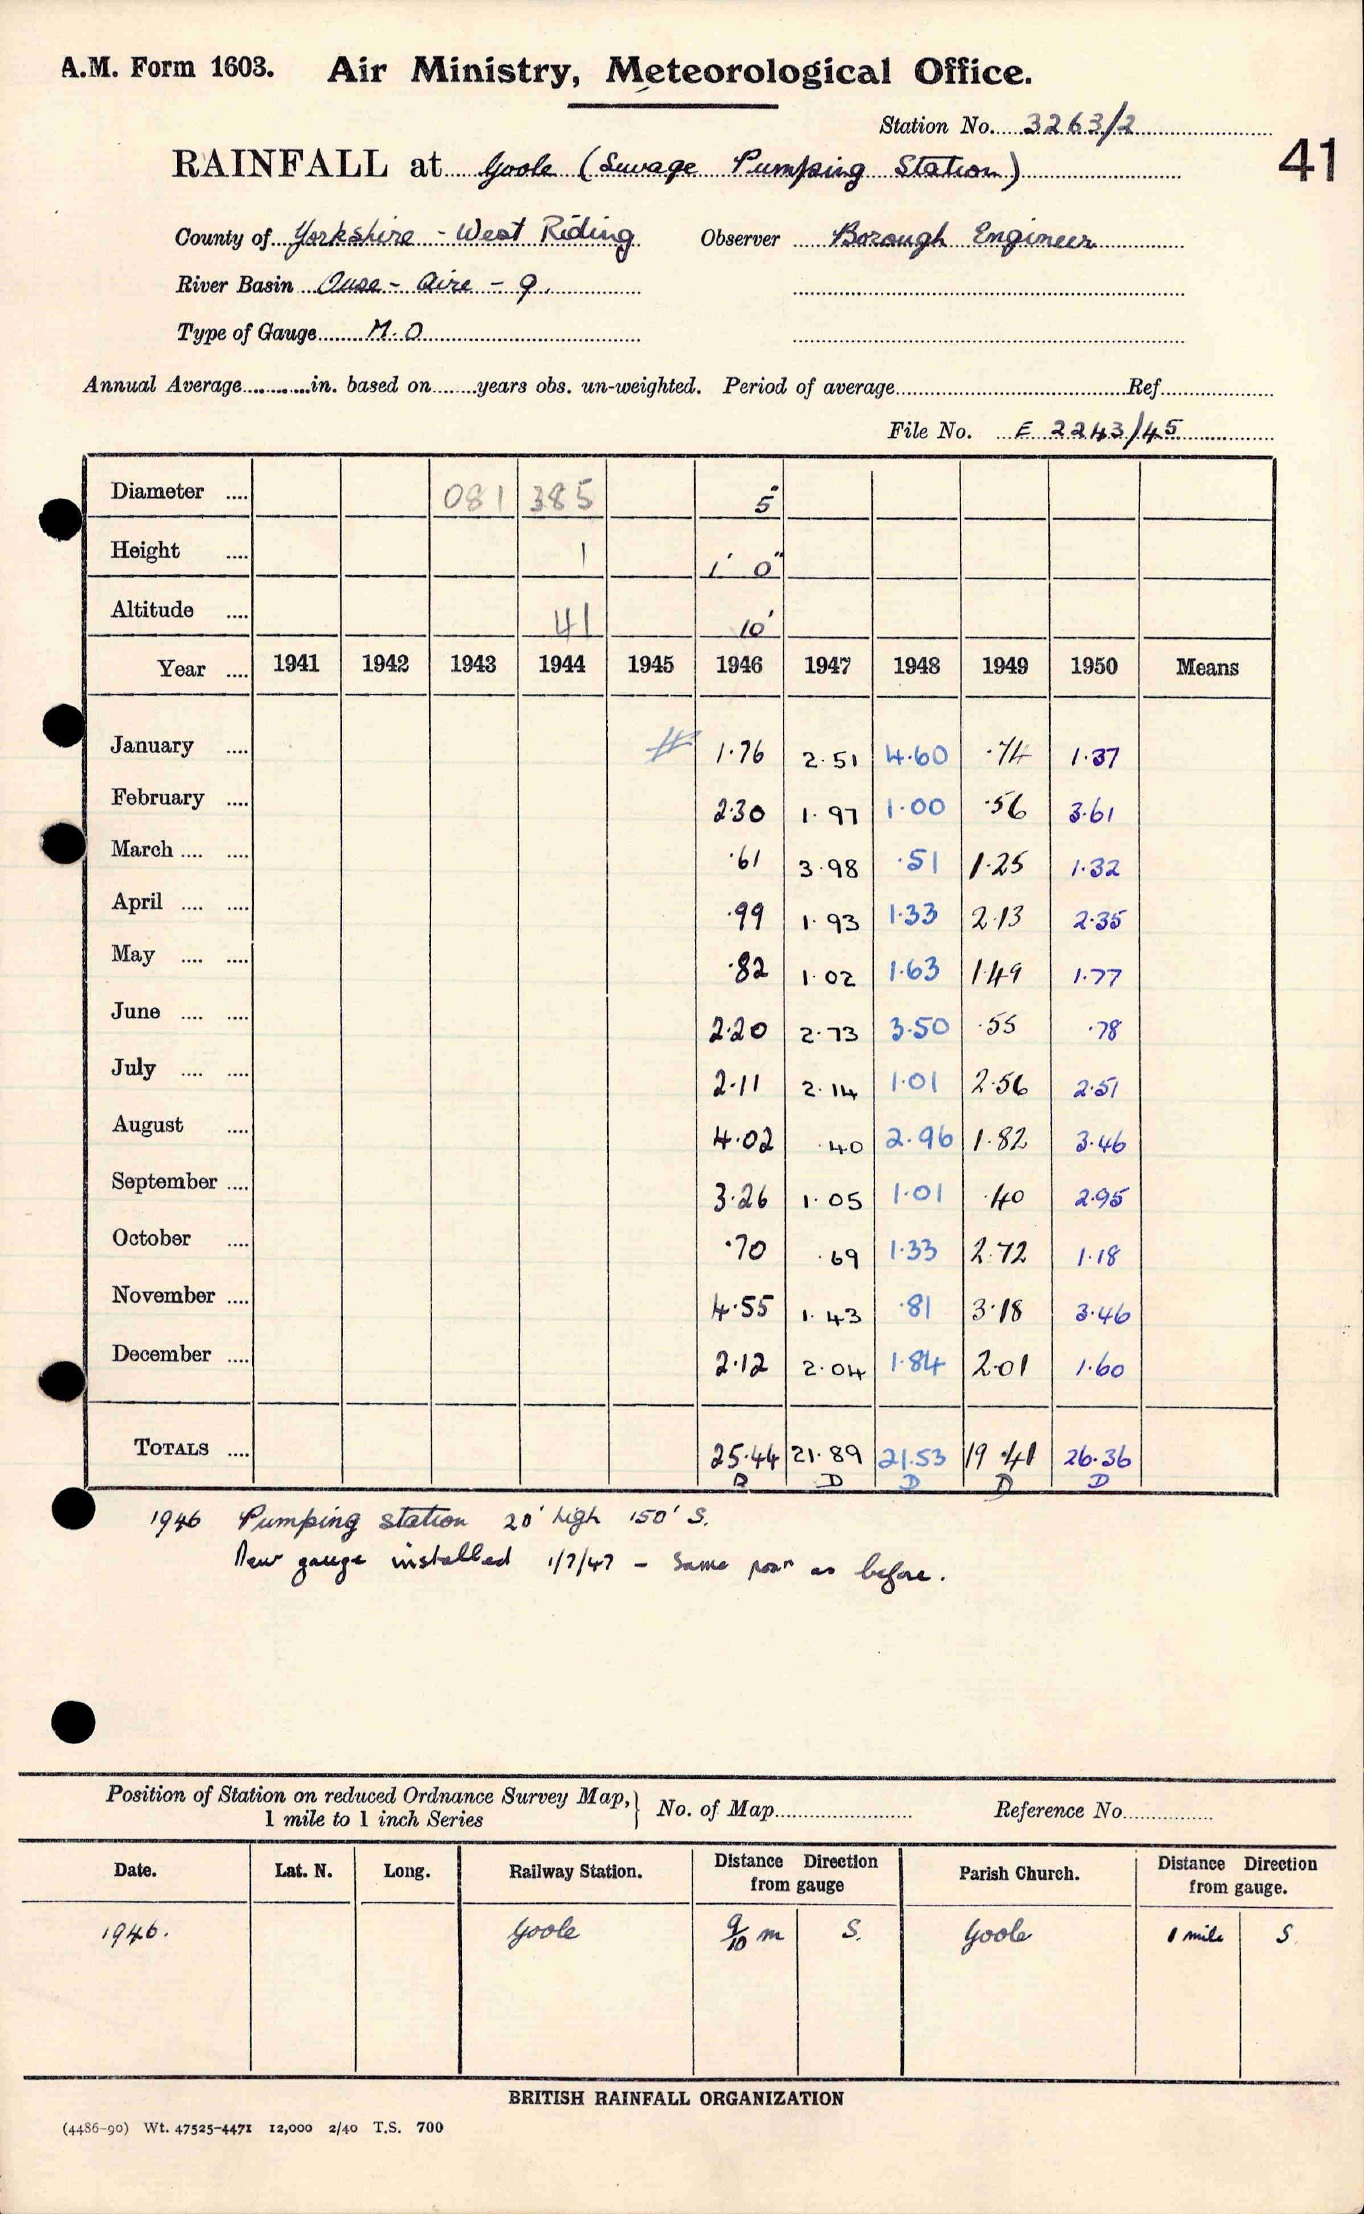 A.M. Form 1603. Air Ministry, Meteorological Office.
Station No. 3263/2
41
RAINFALL at Goole (Sewage Pumping Station)
County of Yorkshire - West Riding Observer Borough Engineer
River Basin Ouse - Aire - 9.
Type of Gauge M.O
Annual Average in. based on years obs. un-weighted. Period of average Ref
File No. E 2243/45
Diameter .... 081 385 5"
Height .... 1 1' 0"
Altitude .... 41 10'
Year .... 1941 1942 1943 1944 1945 1946 1947 1948 1949 1950 Means
January .... # 1·76 2·51 4·60 ·74 1·37
February .... 2·30 1·97 1·00 ·56 3·61
March .... .... ·61 3·98 ·51 1·25 1·32
April .... .... ·99 1·93 1·33 2·13 2·35
May .... .... ·82 1·02 1·63 1·49 1·77
June .... .... 2·20 2·73 3·50 ·55 ·78
July .... .... 2·11 2·14 1·01 2·56 2·51
August .... 4·02 ·40 2·96 1·82 3·46
September .... 3·26 1·05 1·01 ·40 2·95
October .... ·70 ·69 1·33 2·72 1·18
November .... 4·55 1·43 ·81 3·18 3·46
December .... 2·12 2·04 1·84 2·01 1·60
TOTALS .... 25·44 21·89 21.53 19·41 26·36
D D D D D
1946 Pumping station 20' high 150' S.
New gauge installed 1/7/47 - same posn as before.
Position of Station on reduced Ordnance Survey Map, 1 mile to 1 inch Series } No. of Map Reference No.
Date. Lat. N. Long. Railway Station. Distance Direction from gauge Parish Church. Distance Direction from gauge.
1946. Goole 9/10 m S. Goole 1 mile S.
BRITISH RAINFALL ORGANIZATION
(4486-90) Wt. 47525-4471 12,000 2/40 T.S. 700